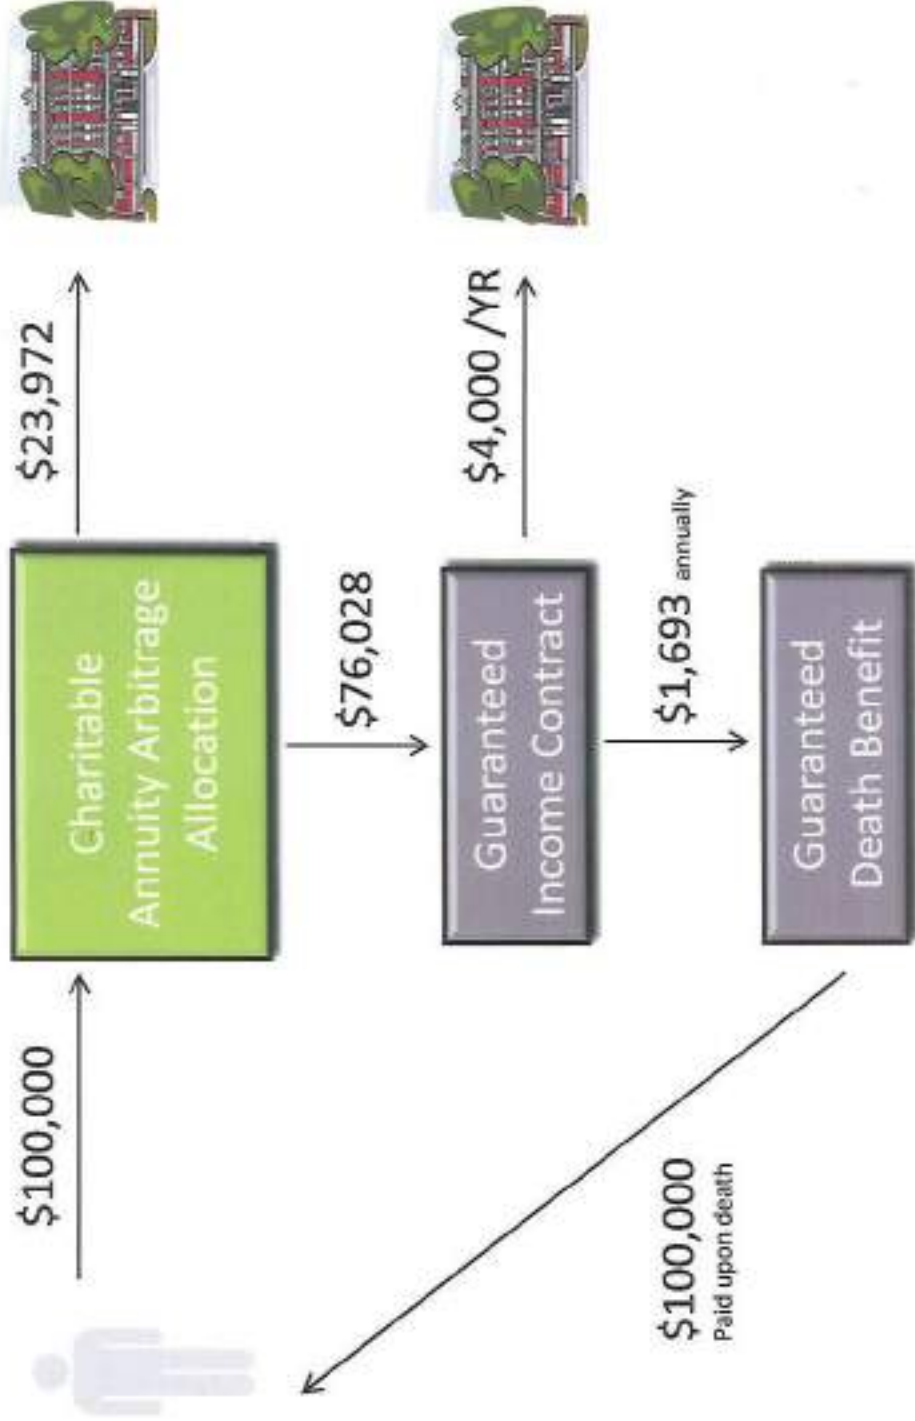 $100,000
Charitable
Annuity Arbitrage
Allocation
$23,972
$76,028
Guaranteed
Income Contract
$4,000 /YR
$1,693 annually
Guaranteed
Death Benefit
$100,000
Paid upon death